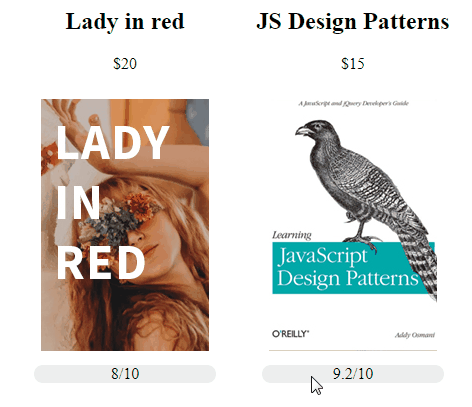 Lady in red
$20
LADY
IN
RED
8/10
JS Design Patterns
$15
A JavaScript and jQuery Developer's Guide
Learning
JavaScript
Design Patterns
O'REILLY®
Addy Osmani
9.2/10